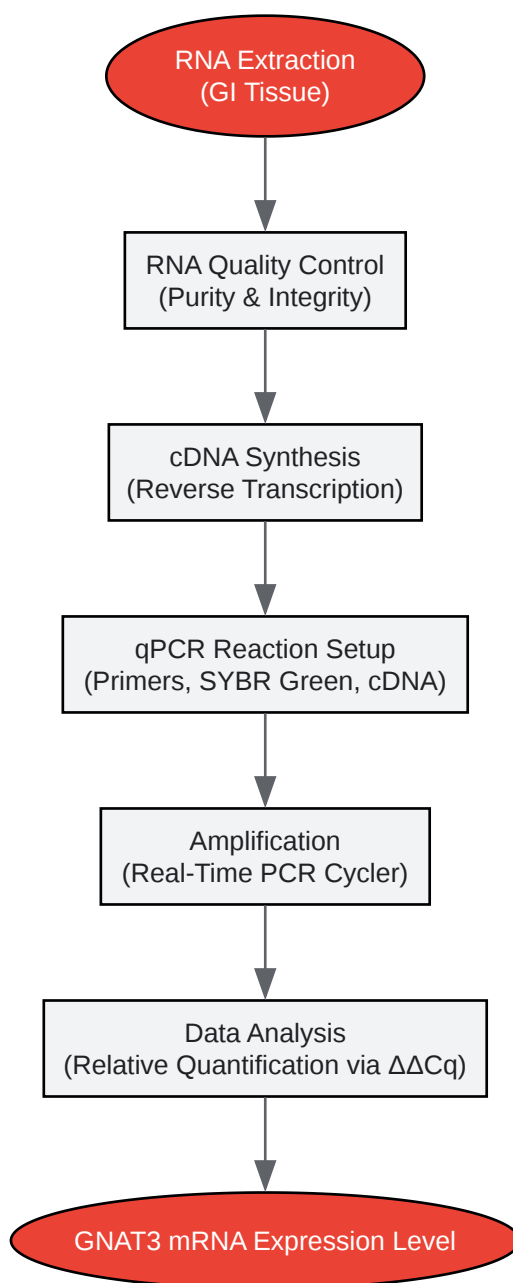 RNA Extraction
(GI Tissue)
RNA Quality Control
(Purity & Integrity)
cDNA Synthesis
(Reverse Transcription)
qPCR Reaction Setup
(Primers, SYBR Green, cDNA)
Amplification
(Real-Time PCR Cycler)
Data Analysis
(Relative Quantification via ΔΔCq)
GNAT3 mRNA Expression Level